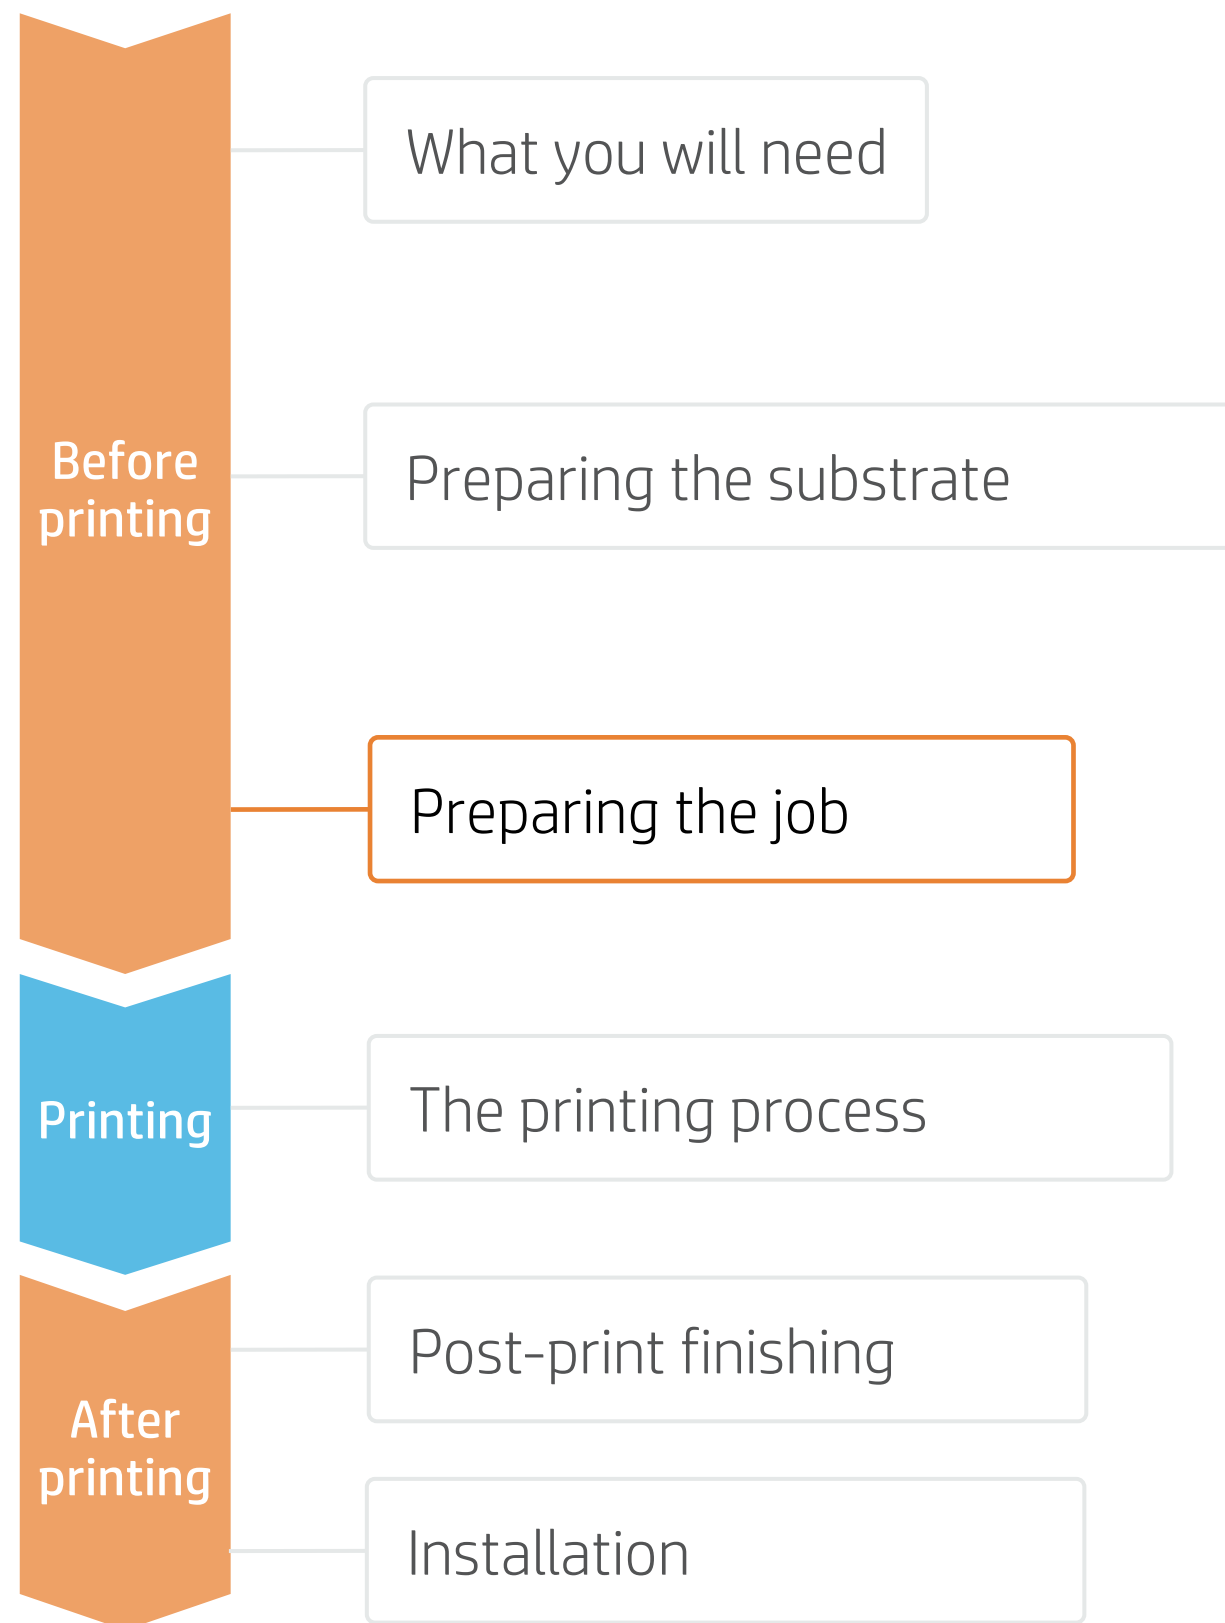 What you will need
Before
printing
Preparing the substrate
Preparing the job
Printing
The printing process
After
printing
Post-print finishing
Installation